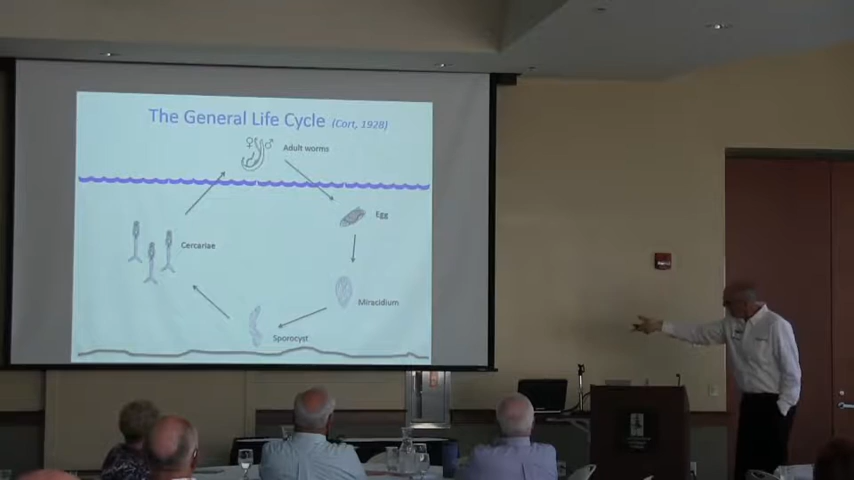 The General Life Cycle (Cort, 1928)
♀ ♂ Adult worms
Egg
Cercariae
Miracidium
Sporocyst